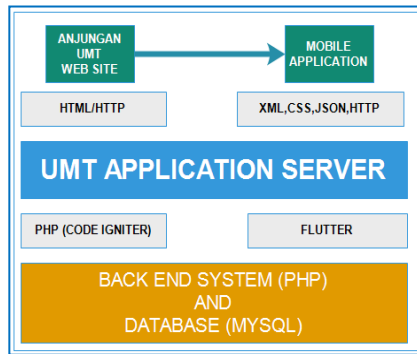 ANJUNGAN
UMT
WEB SITE
MOBILE
APPLICATION
HTML/HTTP
XML,CSS,JSON,HTTP
UMT APPLICATION SERVER
PHP (CODE IGNITER)
FLUTTER
BACK END SYSTEM (PHP)
AND
DATABASE (MYSQL)